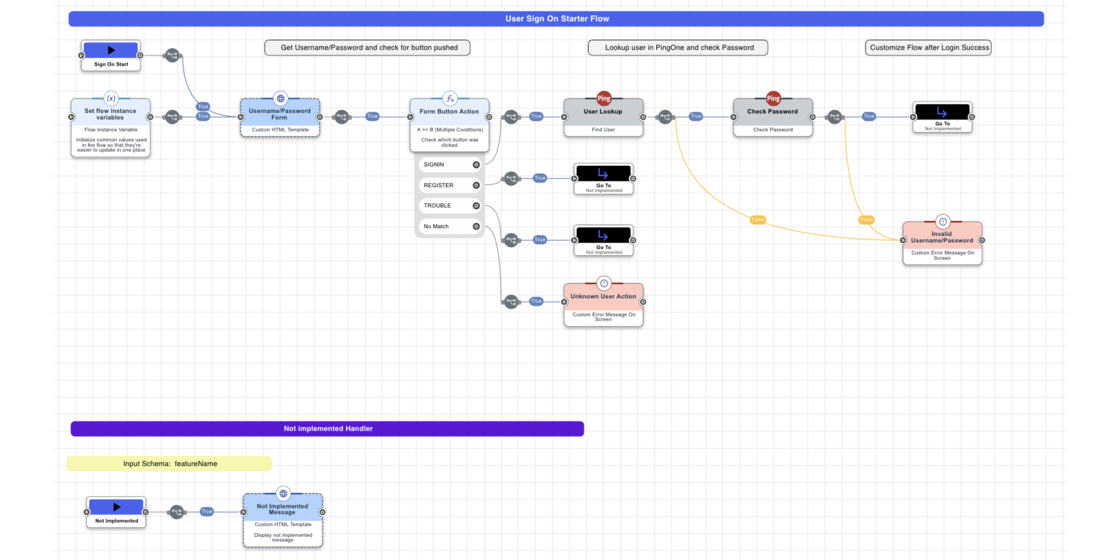 User Sign On Starter Flow
Get Username/Password and check for button pushed
Lookup user in PingOne and check Password
Customize Flow after Login Success
Sign On Start
True
Set flow instance
variables
Flow Instance Variable
Initialize common values used
in the flow so that they're
easier to update in one place
True
Username/Password
Form
Custom HTML Template
True
Form Button Action
A == B (Multiple Conditions)
Check which button was
clicked
SIGNIN
REGISTER
TROUBLE
No Match
True
Ping
User Lookup
Find User
True
Ping
Check Password
Check Password
True
Go To
Not Implemented
True
Go To
Not Implemented
True
Go To
Not Implemented
True
Unknown User Action
Custom Error Message On
Screen
False
False
Invalid
Username/Password
Custom Error Message On
Screen
Not Implemented Handler
Input Schema: featureName
Not Implemented
True
Not Implemented
Message
Custom HTML Template
Display not implemented
message